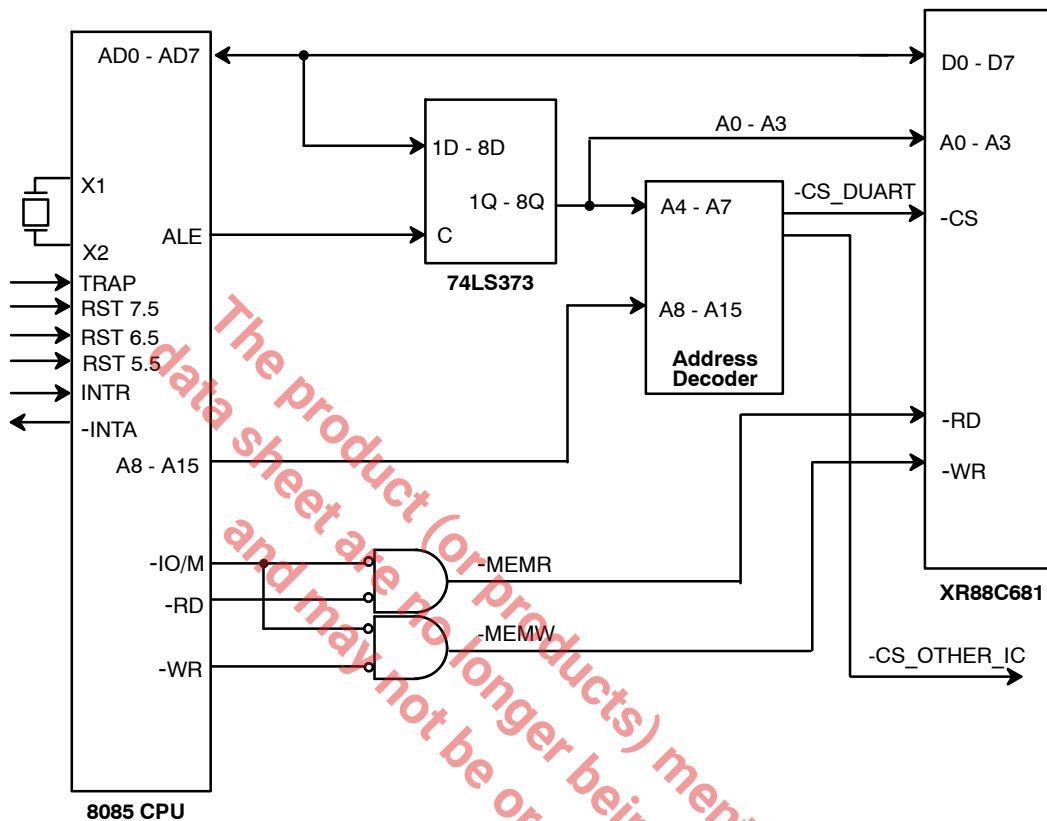 AD0 - AD7
X1
X2
ALE
TRAP
RST 7.5
RST 6.5
RST 5.5
INTR
-INTA
A8 - A15
-IO/M
-RD
-WR
8085 CPU
1D - 8D
1Q - 8Q
C
74LS373
A0 - A3
A4 - A7
A8 - A15
Address
Decoder
-CS_DUART
-MEMR
-MEMW
D0 - D7
A0 - A3
-CS
-RD
-WR
XR88C681
-CS_OTHER_IC
The product (or products) ment
data sheet are no longer bein
and may not be or